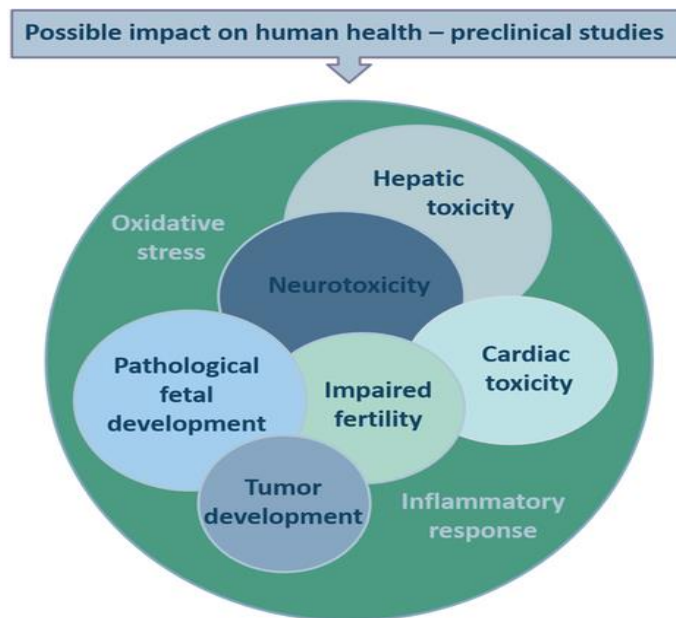 Possible impact on human health – preclinical studies
Hepatic
toxicity
Oxidative
stress
Neurotoxicity
Pathological
fetal
development
Impaired
fertility
Cardiac
toxicity
Tumor
development
Inflammatory
response